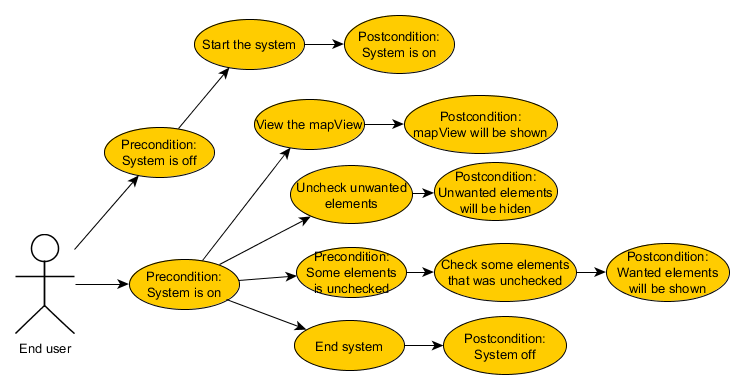 Start the system
Postcondition:
System is on
Precondition:
System is off
View the mapView
Postcondition:
mapView will be shown
Uncheck unwanted
elements
Postcondition:
Unwanted elements
will be hiden
Precondition:
System is on
Precondition:
Some elements
is unchecked
Check some elements
that was unchecked
Postcondition:
Wanted elements
will be shown
End system
Postcondition:
System off
End user